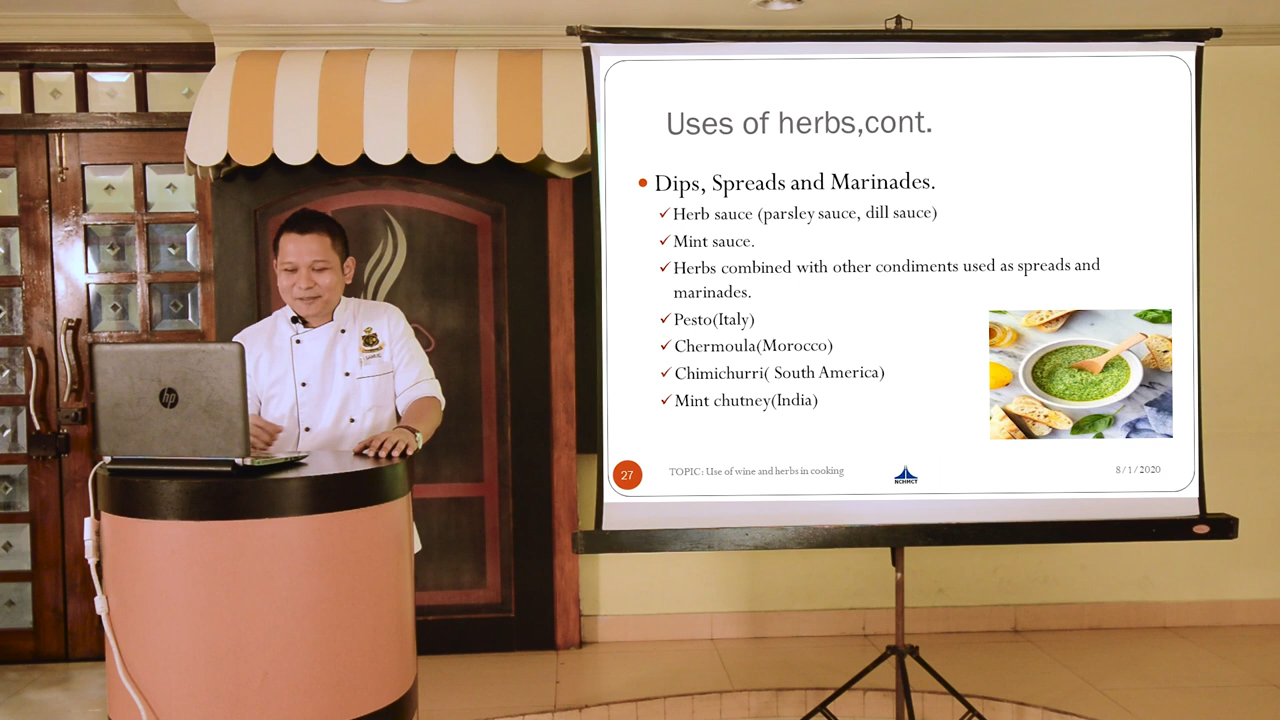 Uses of herbs,cont.
Dips, Spreads and Marinades.
Herb sauce (parsley sauce, dill sauce)
Mint sauce.
Herbs combined with other condiments used as spreads and
marinades.
Pesto(Italy)
Chermoula(Morocco)
Chimichurri( South America)
Mint chutney(India)
27
TOPIC: Use of wine and herbs in cooking
NCHMCT
8/1/2020
hp
SAMUEL